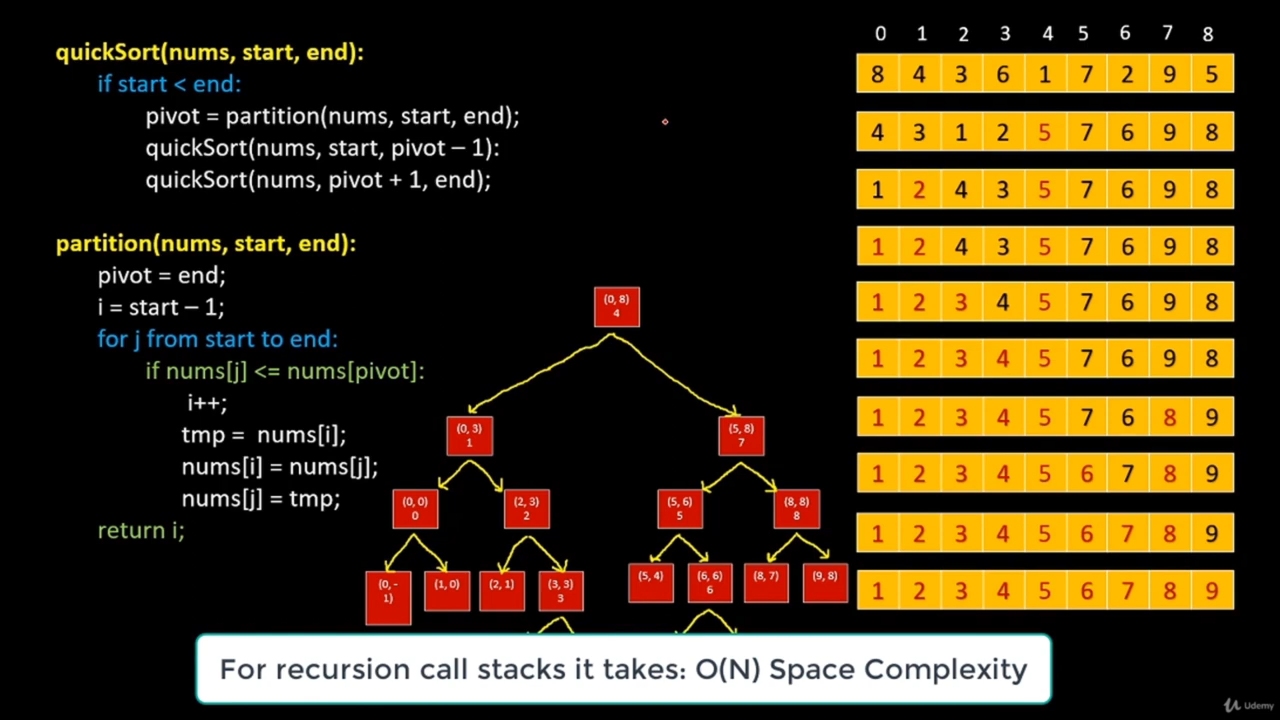 quickSort(nums, start, end):
if start < end:
pivot = partition(nums, start, end);
quickSort(nums, start, pivot – 1):
quickSort(nums, pivot + 1, end);
partition(nums, start, end):
pivot = end;
i = start – 1;
for j from start to end:
if nums[j] <= nums[pivot]:
i++;
tmp = nums[i];
nums[i] = nums[j];
nums[j] = tmp;
return i;
(0, 8)
4
(0, 3)
1
(5, 8)
7
(0, 0)
0
(2, 3)
2
(5, 6)
5
(8, 8)
8
(0, -
1)
(1, 0)
(2, 1)
(3, 3)
3
(5, 4)
(6, 6)
6
(8, 7)
(9, 8)
0 1 2 3 4 5 6 7 8
8 4 3 6 1 7 2 9 5
4 3 1 2 5 7 6 9 8
1 2 4 3 5 7 6 9 8
1 2 4 3 5 7 6 9 8
1 2 3 4 5 7 6 9 8
1 2 3 4 5 7 6 9 8
1 2 3 4 5 7 6 8 9
1 2 3 4 5 6 7 8 9
1 2 3 4 5 6 7 8 9
1 2 3 4 5 6 7 8 9
For recursion call stacks it takes: O(N) Space Complexity
Udemy